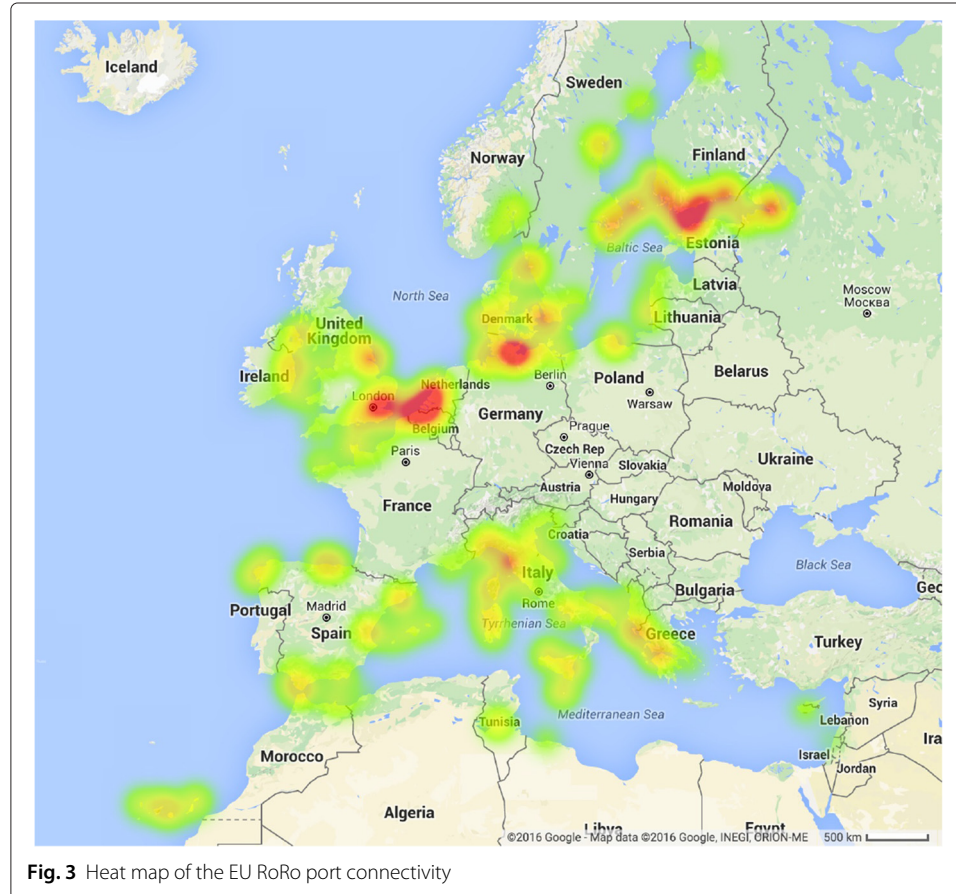 Iceland
Sweden
Norway
Finland
Baltic Sea
Estonia
Latvia
Moscow
Москва
North Sea
United
Kingdom
Denmark
Lithuania
Ireland
Netherlands
Berlin
Poland
Belarus
London
Belgium
Germany
Warsaw
Paris
Prague
Czech Rep
Vienna
Slovakia
Ukraine
Austria
Hungary
Moldova
France
Croatia
Romania
Serbia
Black Sea
Italy
Bulgaria
Geo
Portugal
Madrid
Spain
Rome
Tyrrhenian Sea
Greece
Turkey
Tunisia
Mediterranean Sea
Syria
Lebanon
Israel
Ira
Jordan
Morocco
Algeria
Libya
Egypt
©2016 Google - Map data ©2016 Google, INEGI, ORION-ME 500 km
Fig. 3 Heat map of the EU RoRo port connectivity